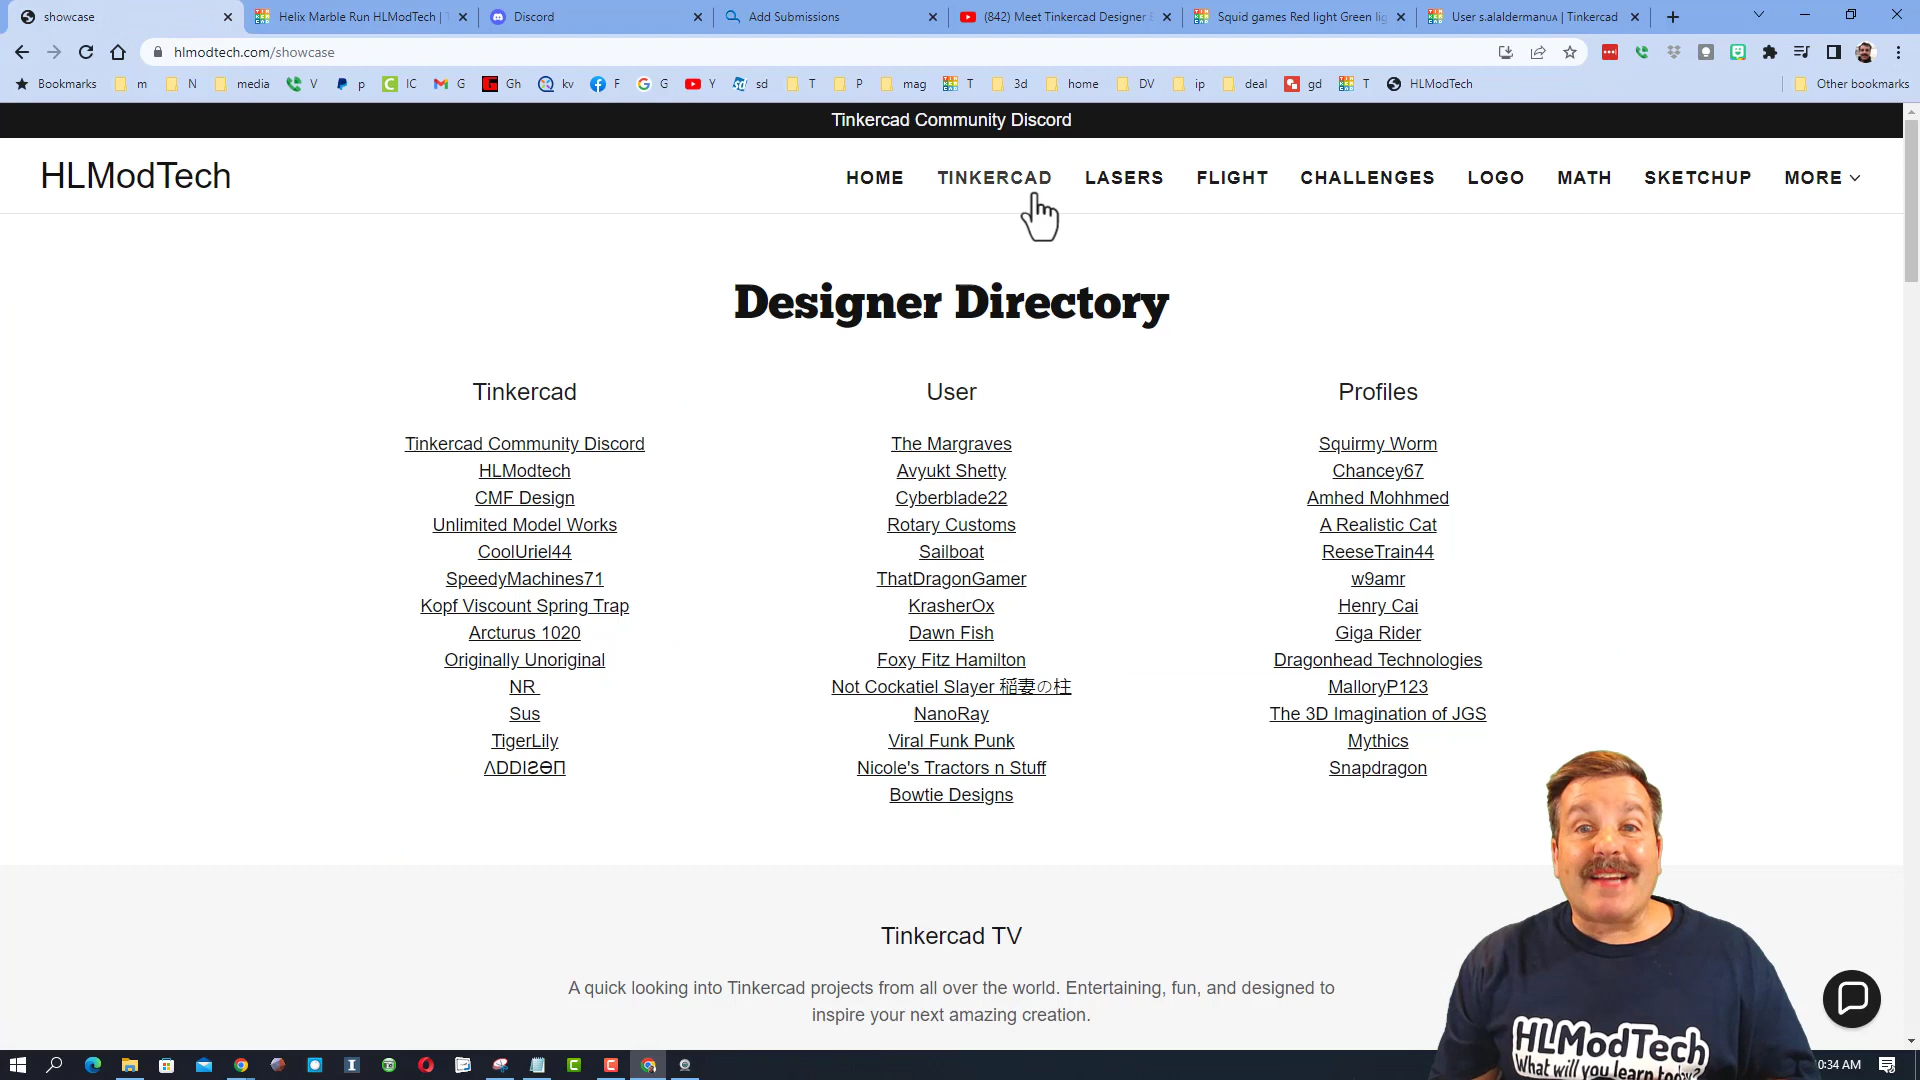 showcase
Helix Marble Run HLModTech | T
Discord
Add Submissions
(842) Meet Tinkercad Designer
Squid games Red light Green lig
User s.alaldermanUA | Tinkercad
hlmodtech.com/showcase
Bookmarks
m
N
media
V
p
IC
G
Gh
kv
F
G
Y
sd
T
P
mag
T
3d
home
DV
ip
deal
gd
T
HLModTech
Other bookmarks
Tinkercad Community Discord
HLModTech
HOME
TINKERCAD
LASERS
FLIGHT
CHALLENGES
LOGO
MATH
SKETCHUP
MORE
Designer Directory
Tinkercad
Tinkercad Community Discord
HLModtech
CMF Design
Unlimited Model Works
CoolUriel44
SpeedyMachines71
Kopf Viscount Spring Trap
Arcturus 1020
Originally Unoriginal
NR
Sus
TigerLily
ΛDDIƧӨП
User
The Margraves
Avyukt Shetty
Cyberblade22
Rotary Customs
Sailboat
ThatDragonGamer
KrasherOx
Dawn Fish
Foxy Fitz Hamilton
Not Cockatiel Slayer 稲妻の柱
NanoRay
Viral Funk Punk
Nicole's Tractors n Stuff
Bowtie Designs
Profiles
Squirmy Worm
Chancey67
Amhed Mohhmed
A Realistic Cat
ReeseTrain44
w9amr
Henry Cai
Giga Rider
Dragonhead Technologies
MalloryP123
The 3D Imagination of JGS
Mythics
Snapdragon
Tinkercad TV
A quick looking into Tinkercad projects from all over the world. Entertaining, fun, and designed to
inspire your next amazing creation.
HLModTech
What will you learn today?
0:34 AM